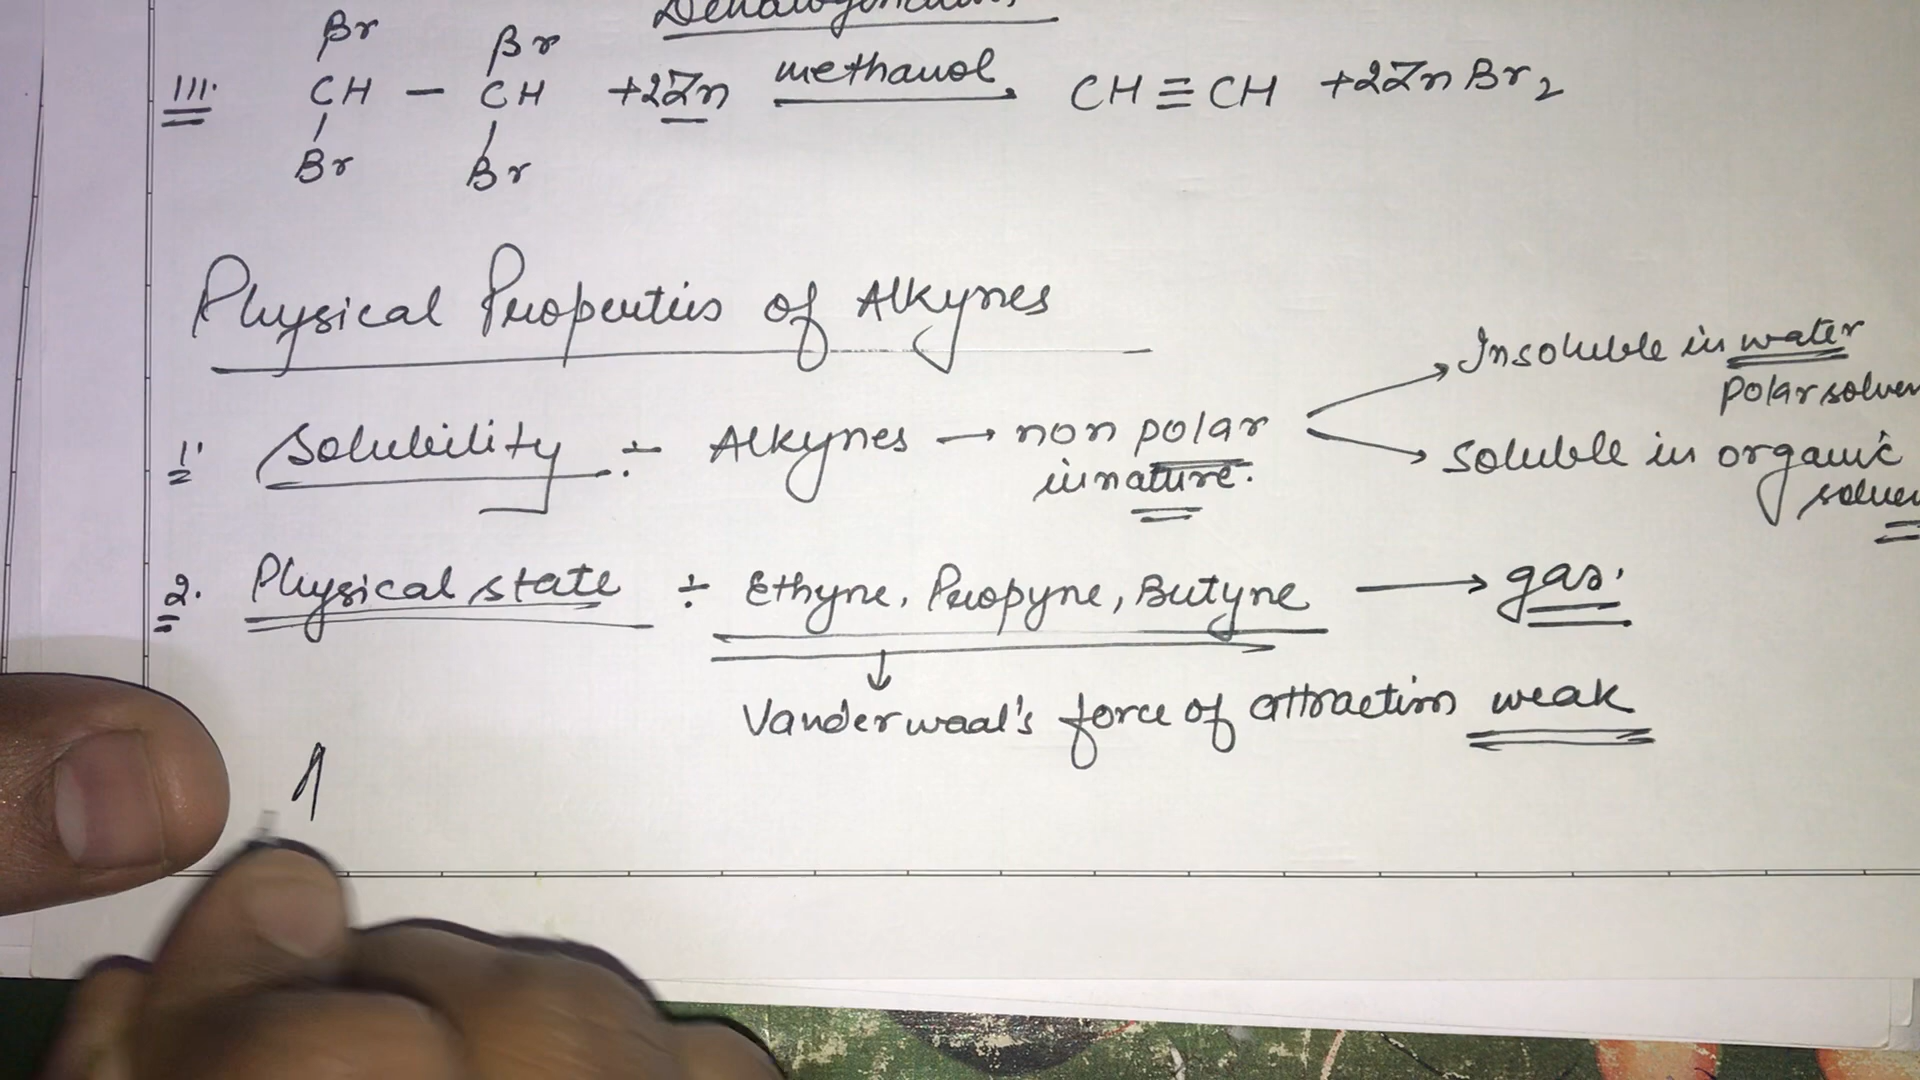 Dehalogenation
Br Br
III. CH - CH +2Zn methanol CH≡CH +2ZnBr2
Br Br
Physical Properties of Alkynes
Insoluble in water
Polar solven
1. Solubility ÷ Alkynes → non polar
in nature.
Soluble in organic
solven
2. Physical state ÷ Ethyne, Propyne, Butyne → gas.
↓
Vanderwaal's force of attraction weak